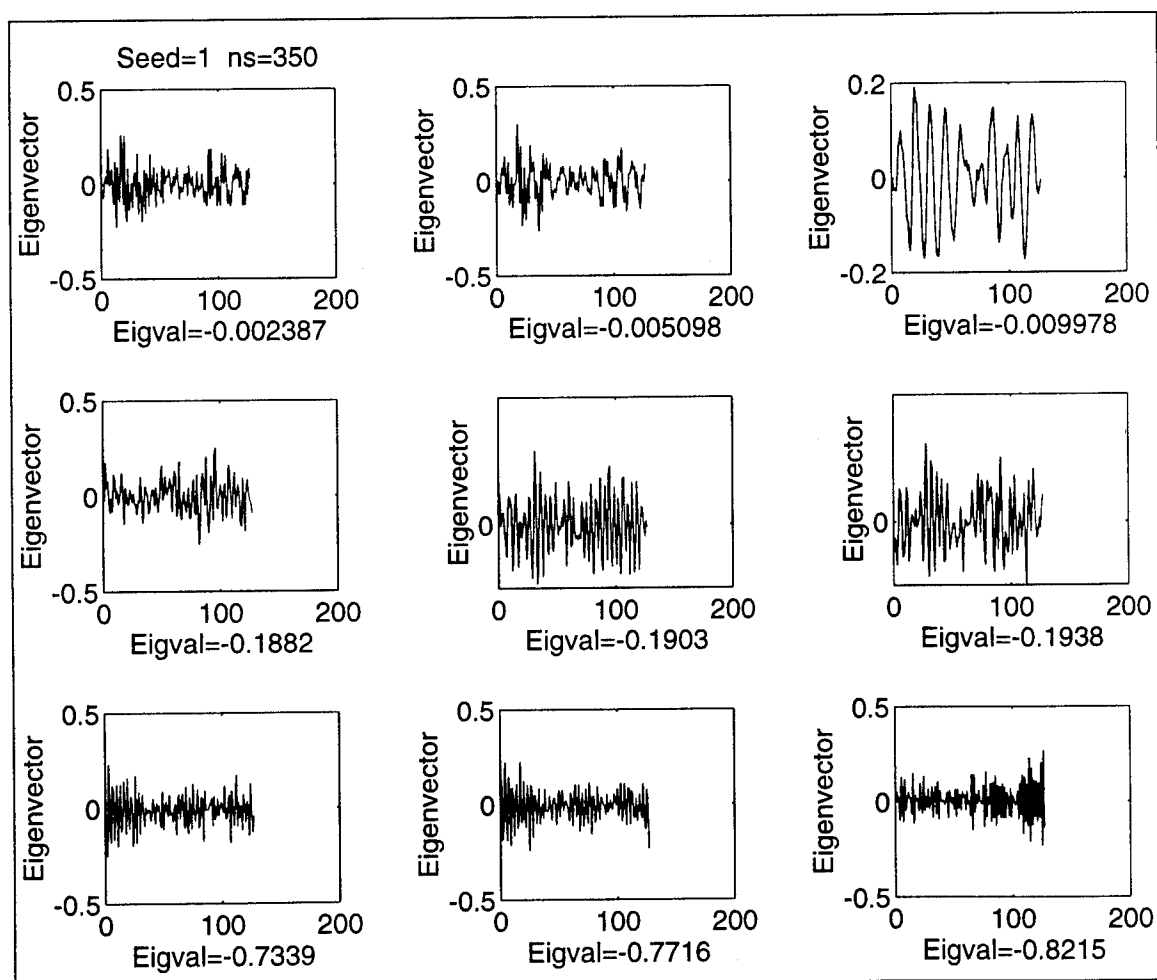 Seed=1 ns=350
0.5
Eigenvector
0
-0.5
0 100 200
Eigval=-0.002387
0.5
Eigenvector
0
-0.5
0 100 200
Eigval=-0.005098
0.2
Eigenvector
0
-0.2
0 100 200
Eigval=-0.009978
0.5
Eigenvector
0
-0.5
0 100 200
Eigval=-0.1882
Eigenvector
0
0 100 200
Eigval=-0.1903
Eigenvector
0
0 100 200
Eigval=-0.1938
0.5
Eigenvector
0
-0.5
0 100 200
Eigval=-0.7339
0.5
Eigenvector
0
-0.5
0 100 200
Eigval=-0.7716
0.5
Eigenvector
0
-0.5
0 100 200
Eigval=-0.8215